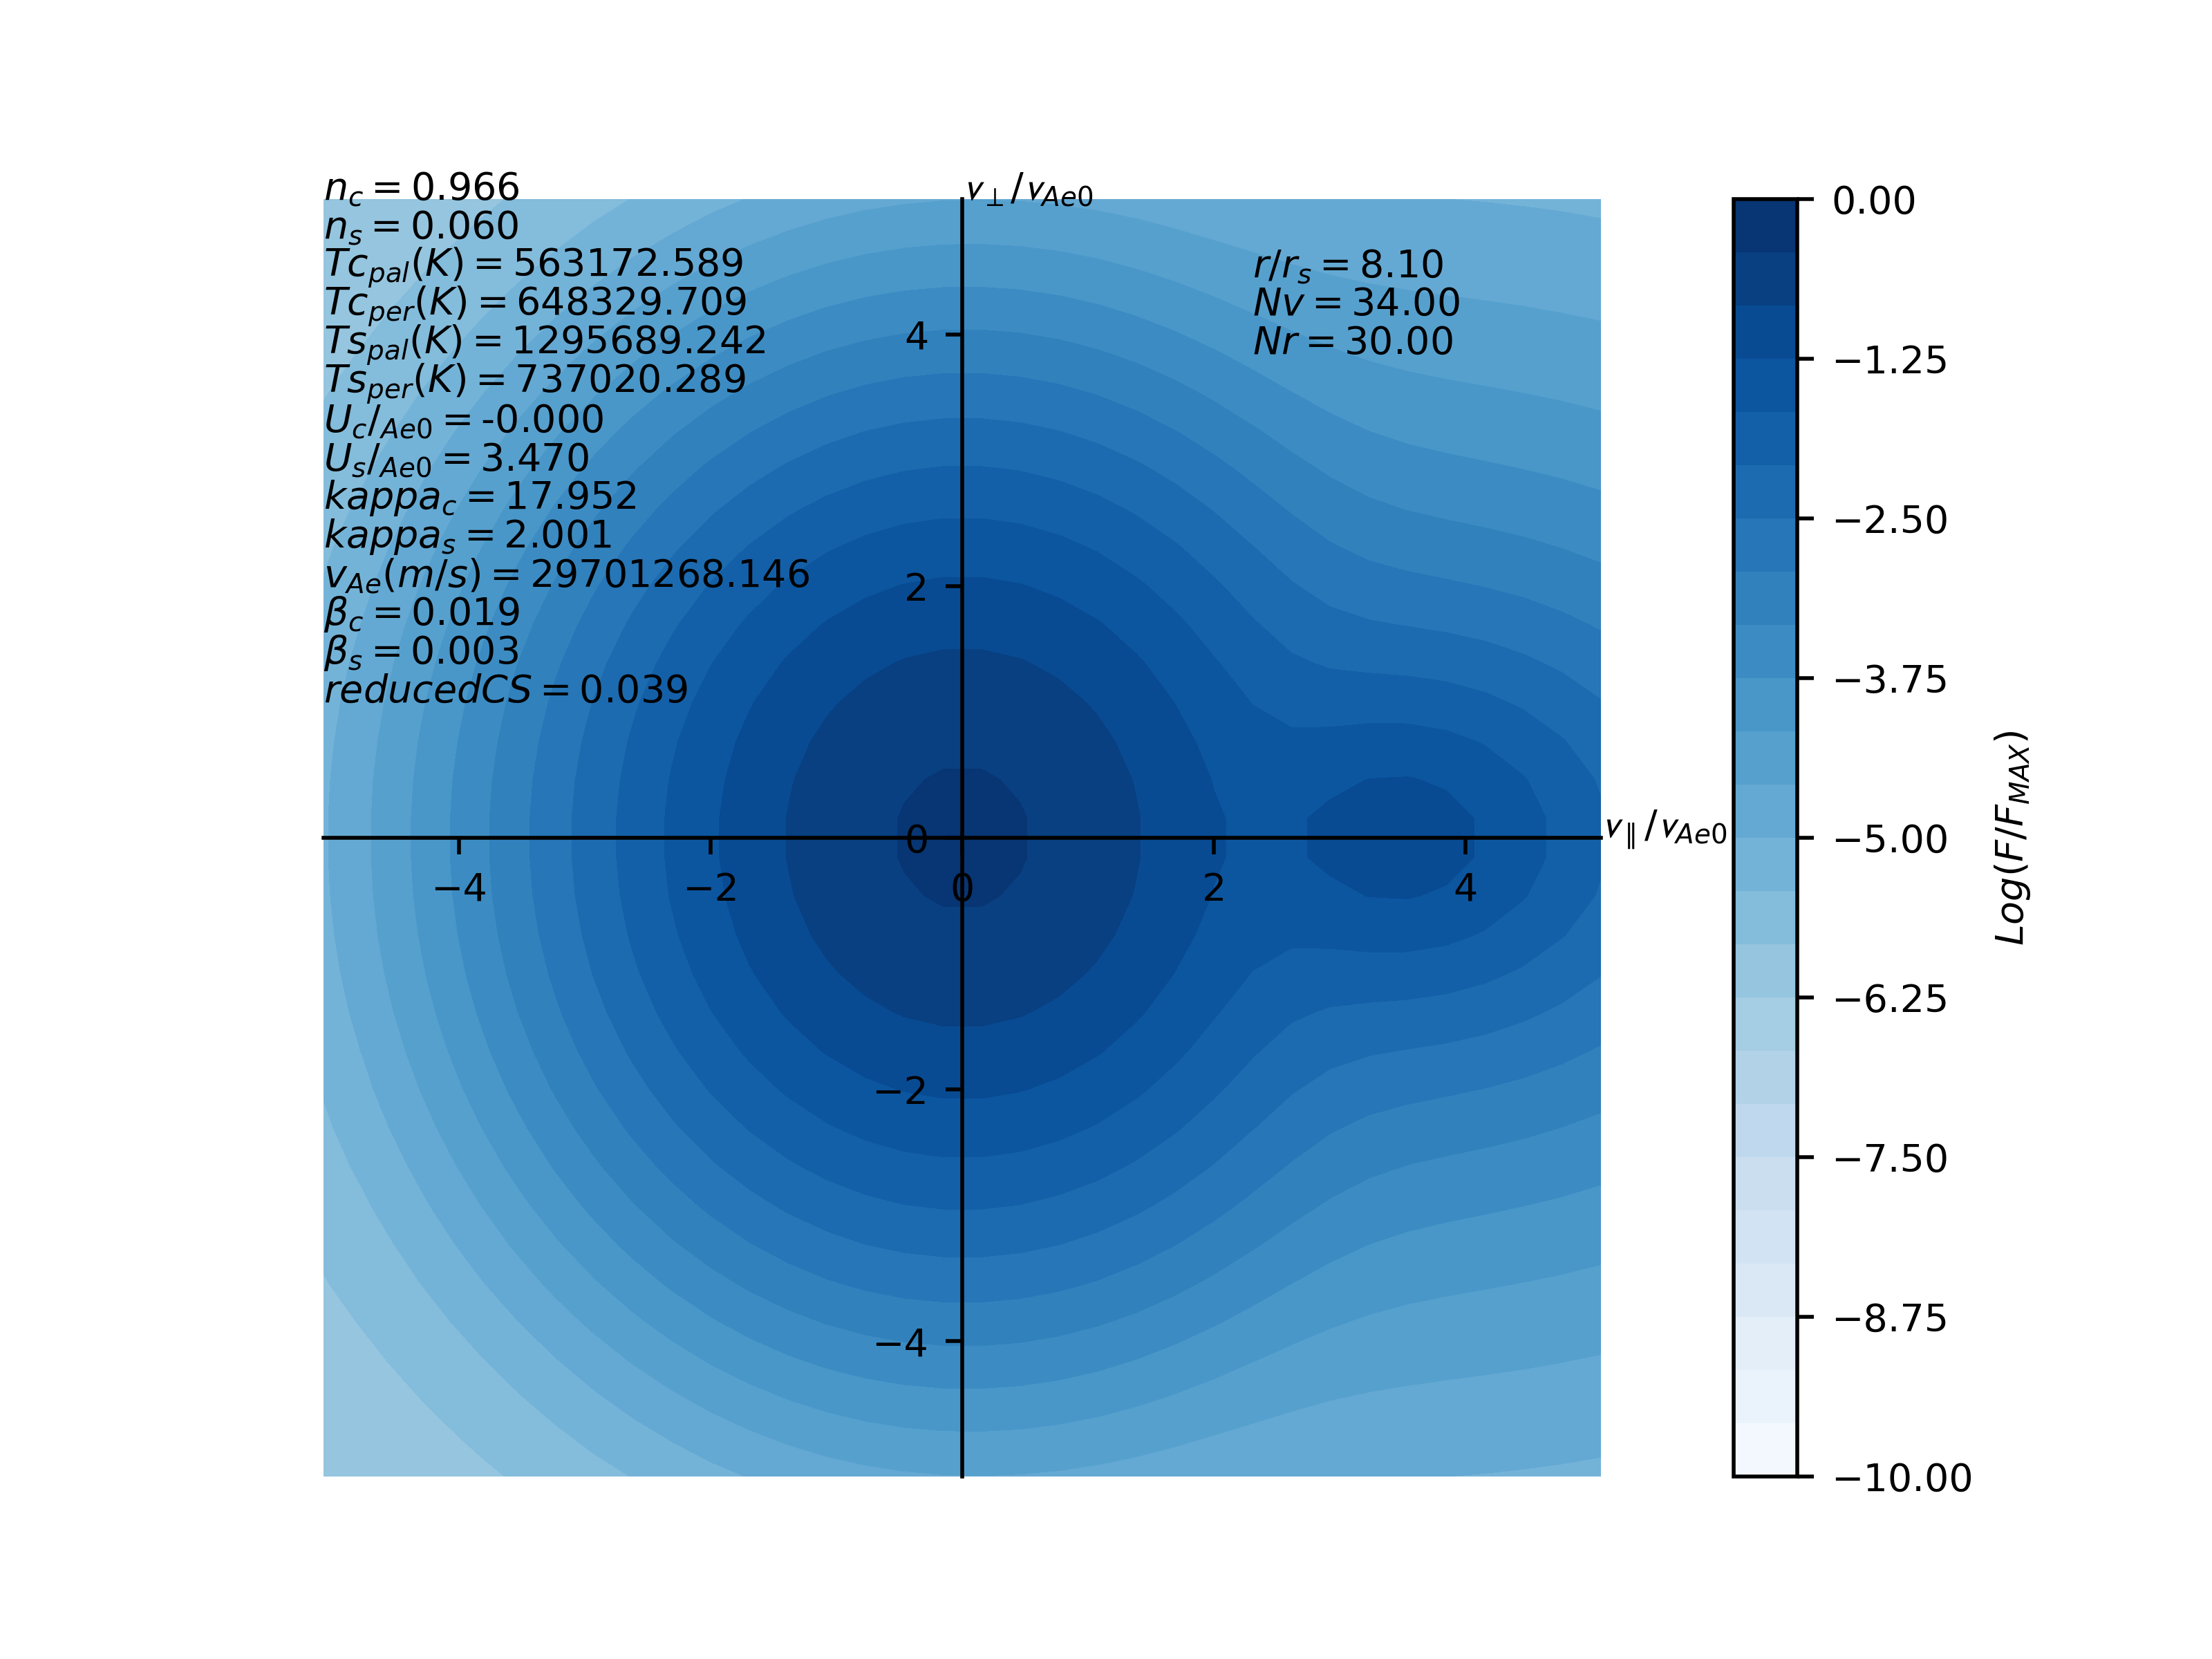 n_c = 0.966
n_s = 0.060
Tc_pal(K) = 563172.589
Tc_per(K) = 648329.709
Ts_pal(K) = 1295689.242
Ts_per(K) = 737020.289
U_c/_Ae0 = -0.000
U_s/_Ae0 = 3.470
kappa_c = 17.952
kappa_s = 2.001
v_Ae(m/s) = 29701268.146
β_c = 0.019
β_s = 0.003
reducedCS = 0.039
v_⊥/v_Ae0
r/r_s = 8.10
Nv = 34.00
Nr = 30.00
4
2
0
−2
−4
−4
−2
0
2
4
v_∥/v_Ae0
0.00
−1.25
−2.50
−3.75
−5.00
−6.25
−7.50
−8.75
−10.00
Log(F/F_MAX)